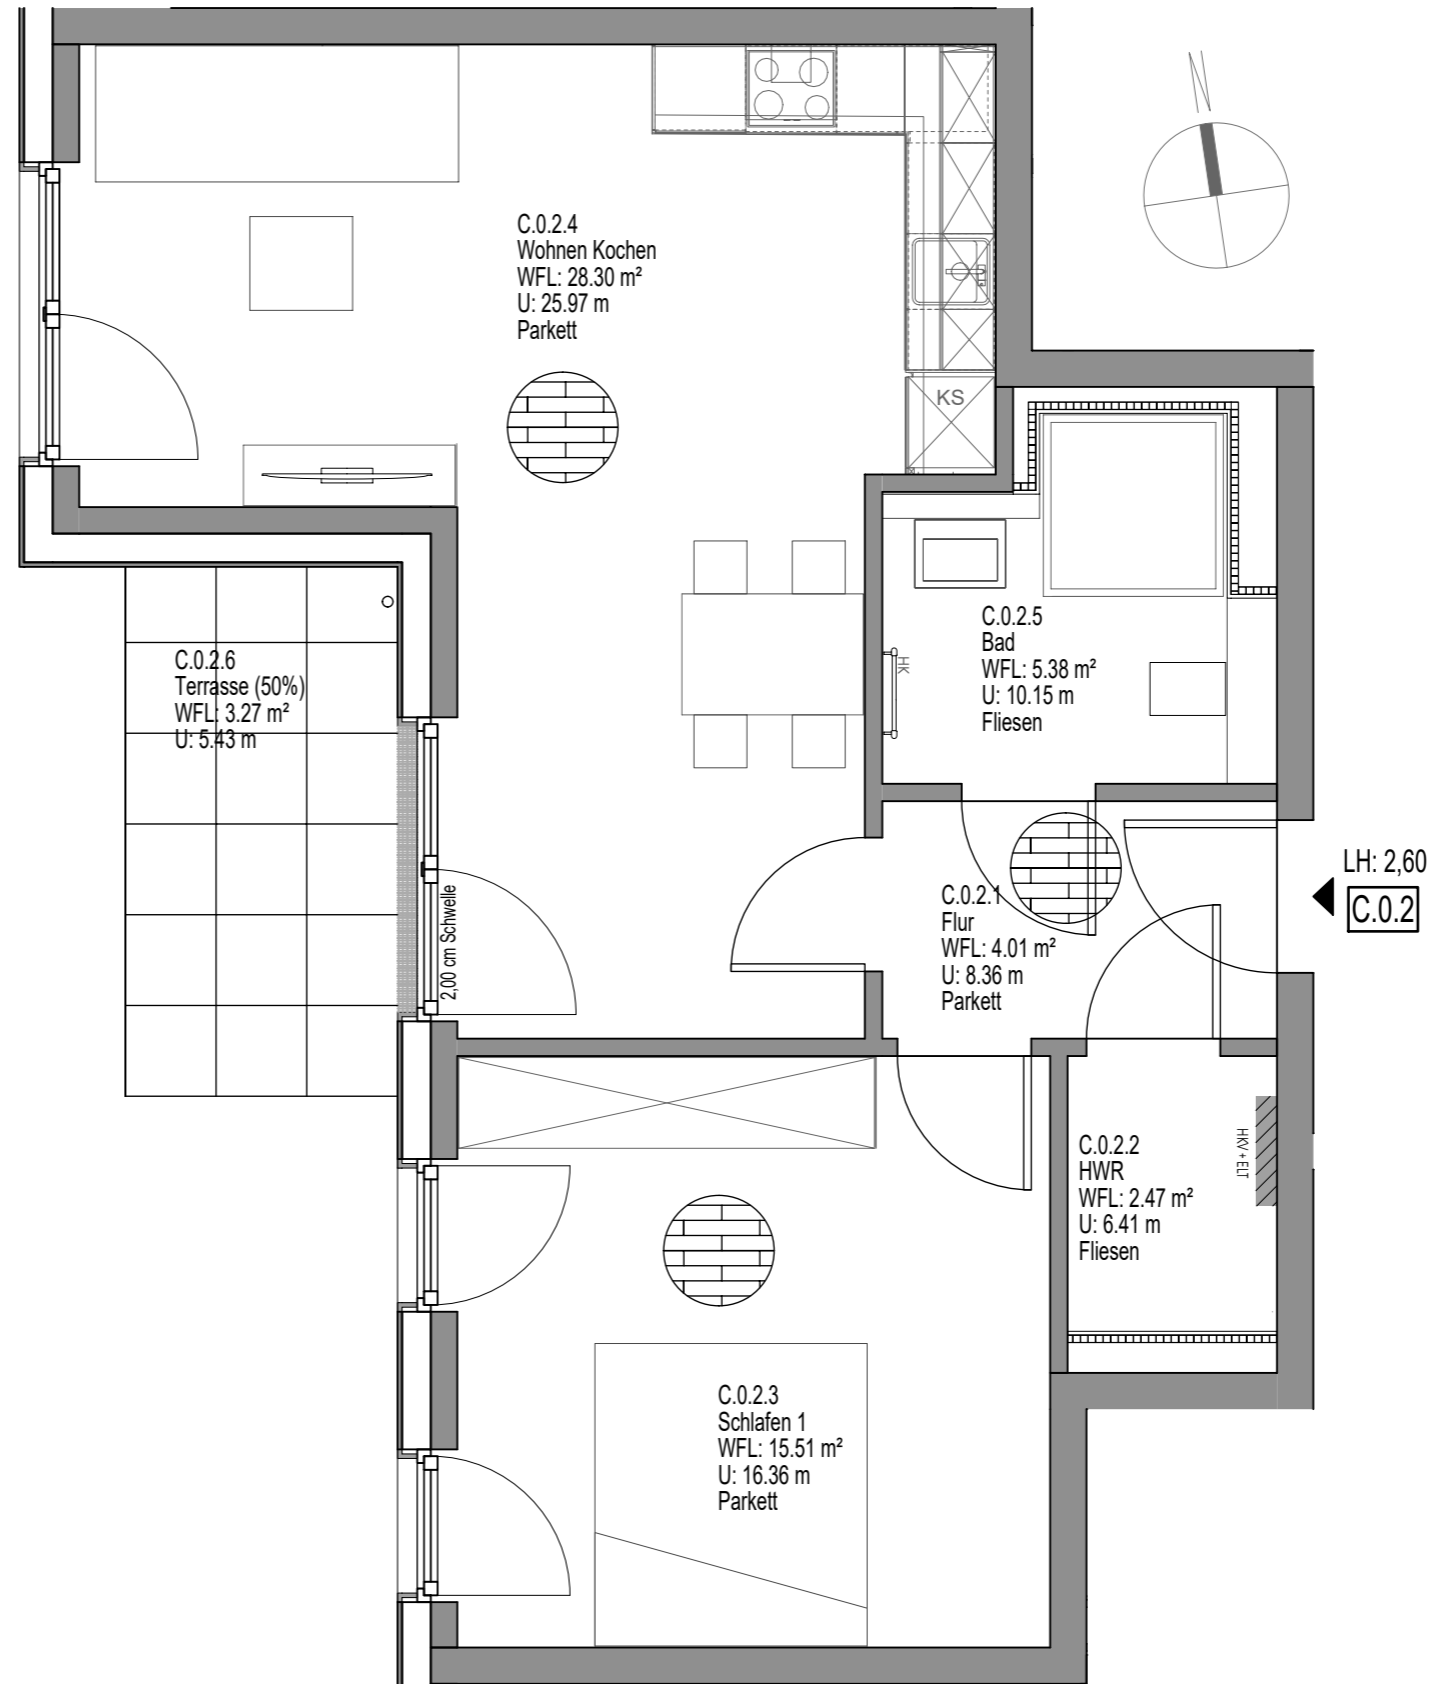 C.0.2.4
Wohnen Kochen
WFL: 28.30 m²
U: 25.97 m
Parkett
KS
C.0.2.5
Bad
WFL: 5.38 m²
U: 10.15 m
Fliesen
HK
C.0.2.6
Terrasse (50%)
WFL: 3.27 m²
U: 5.43 m
2,00 cm Schwelle
C.0.2.1
Flur
WFL: 4.01 m²
U: 8.36 m
Parkett
LH: 2,60
C.0.2
C.0.2.2
HWR
WFL: 2.47 m²
U: 6.41 m
Fliesen
HKV + ELT
C.0.2.3
Schlafen 1
WFL: 15.51 m²
U: 16.36 m
Parkett